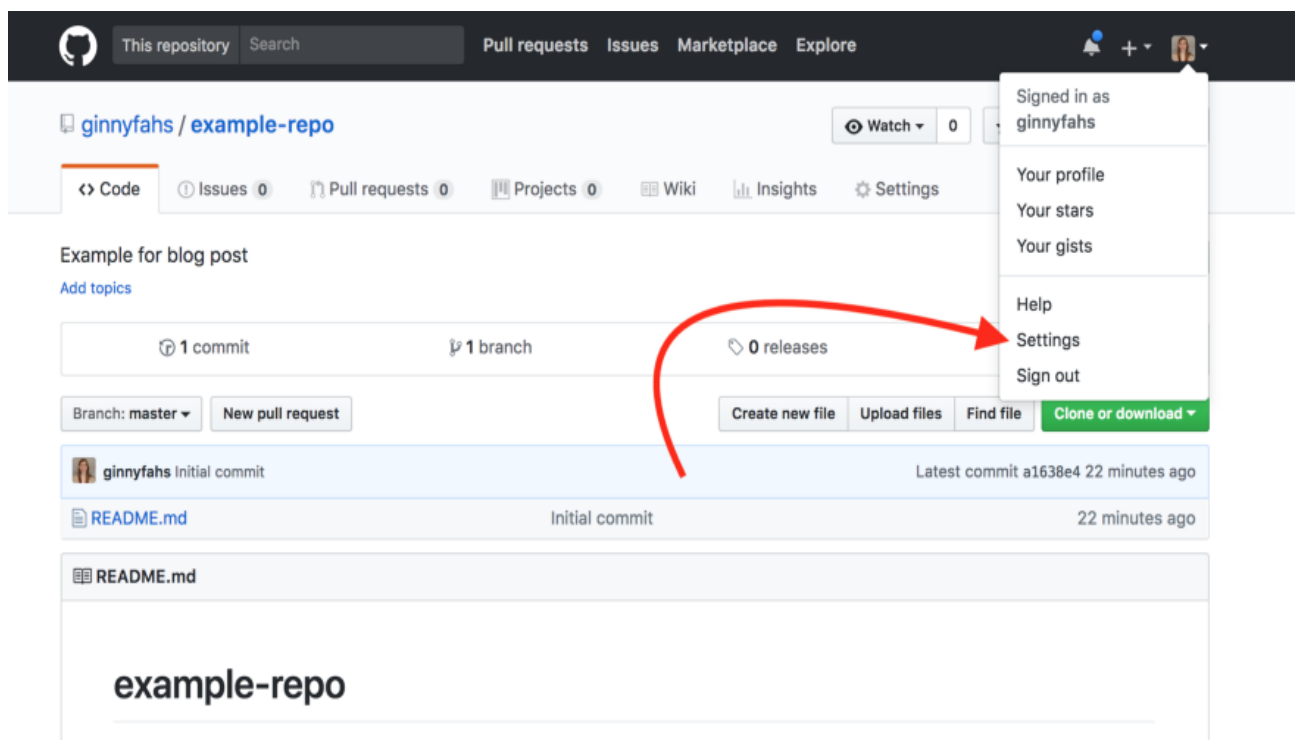 This repository Search Pull requests Issues Marketplace Explore
Signed in as
ginnyfahs
ginnyfahs / example-repo
Watch 0
Your profile
Your stars
Your gists
Help
Settings
Sign out
Code Issues 0 Pull requests 0 Projects 0 Wiki Insights Settings
Example for blog post
Add topics
1 commit 1 branch 0 releases
Branch: master New pull request Create new file Upload files Find file Clone or download
ginnyfahs Initial commit Latest commit a1638e4 22 minutes ago
README.md Initial commit 22 minutes ago
README.md
example-repo